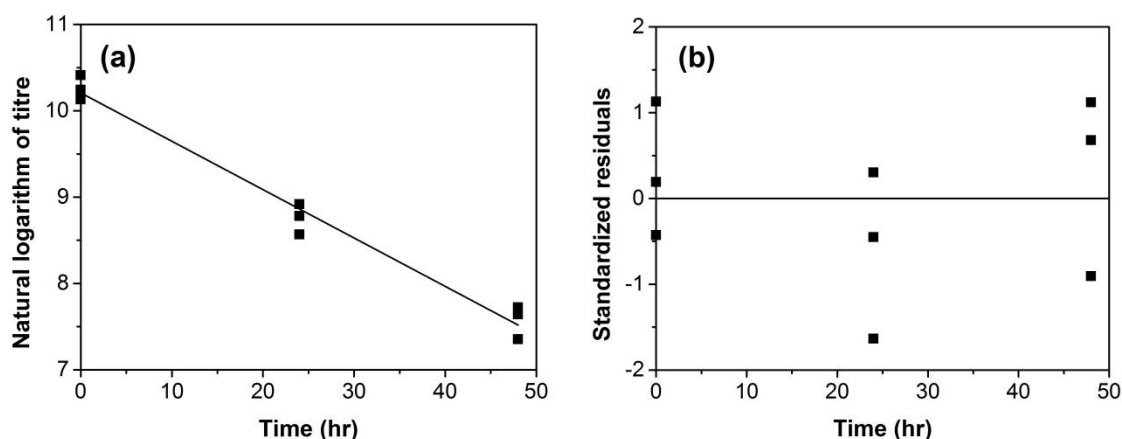 (a)
Natural logarithm of titre
11
10
9
8
7
0 10 20 30 40 50
Time (hr)
(b)
Standardized residuals
2
1
0
-1
-2
0 10 20 30 40 50
Time (hr)